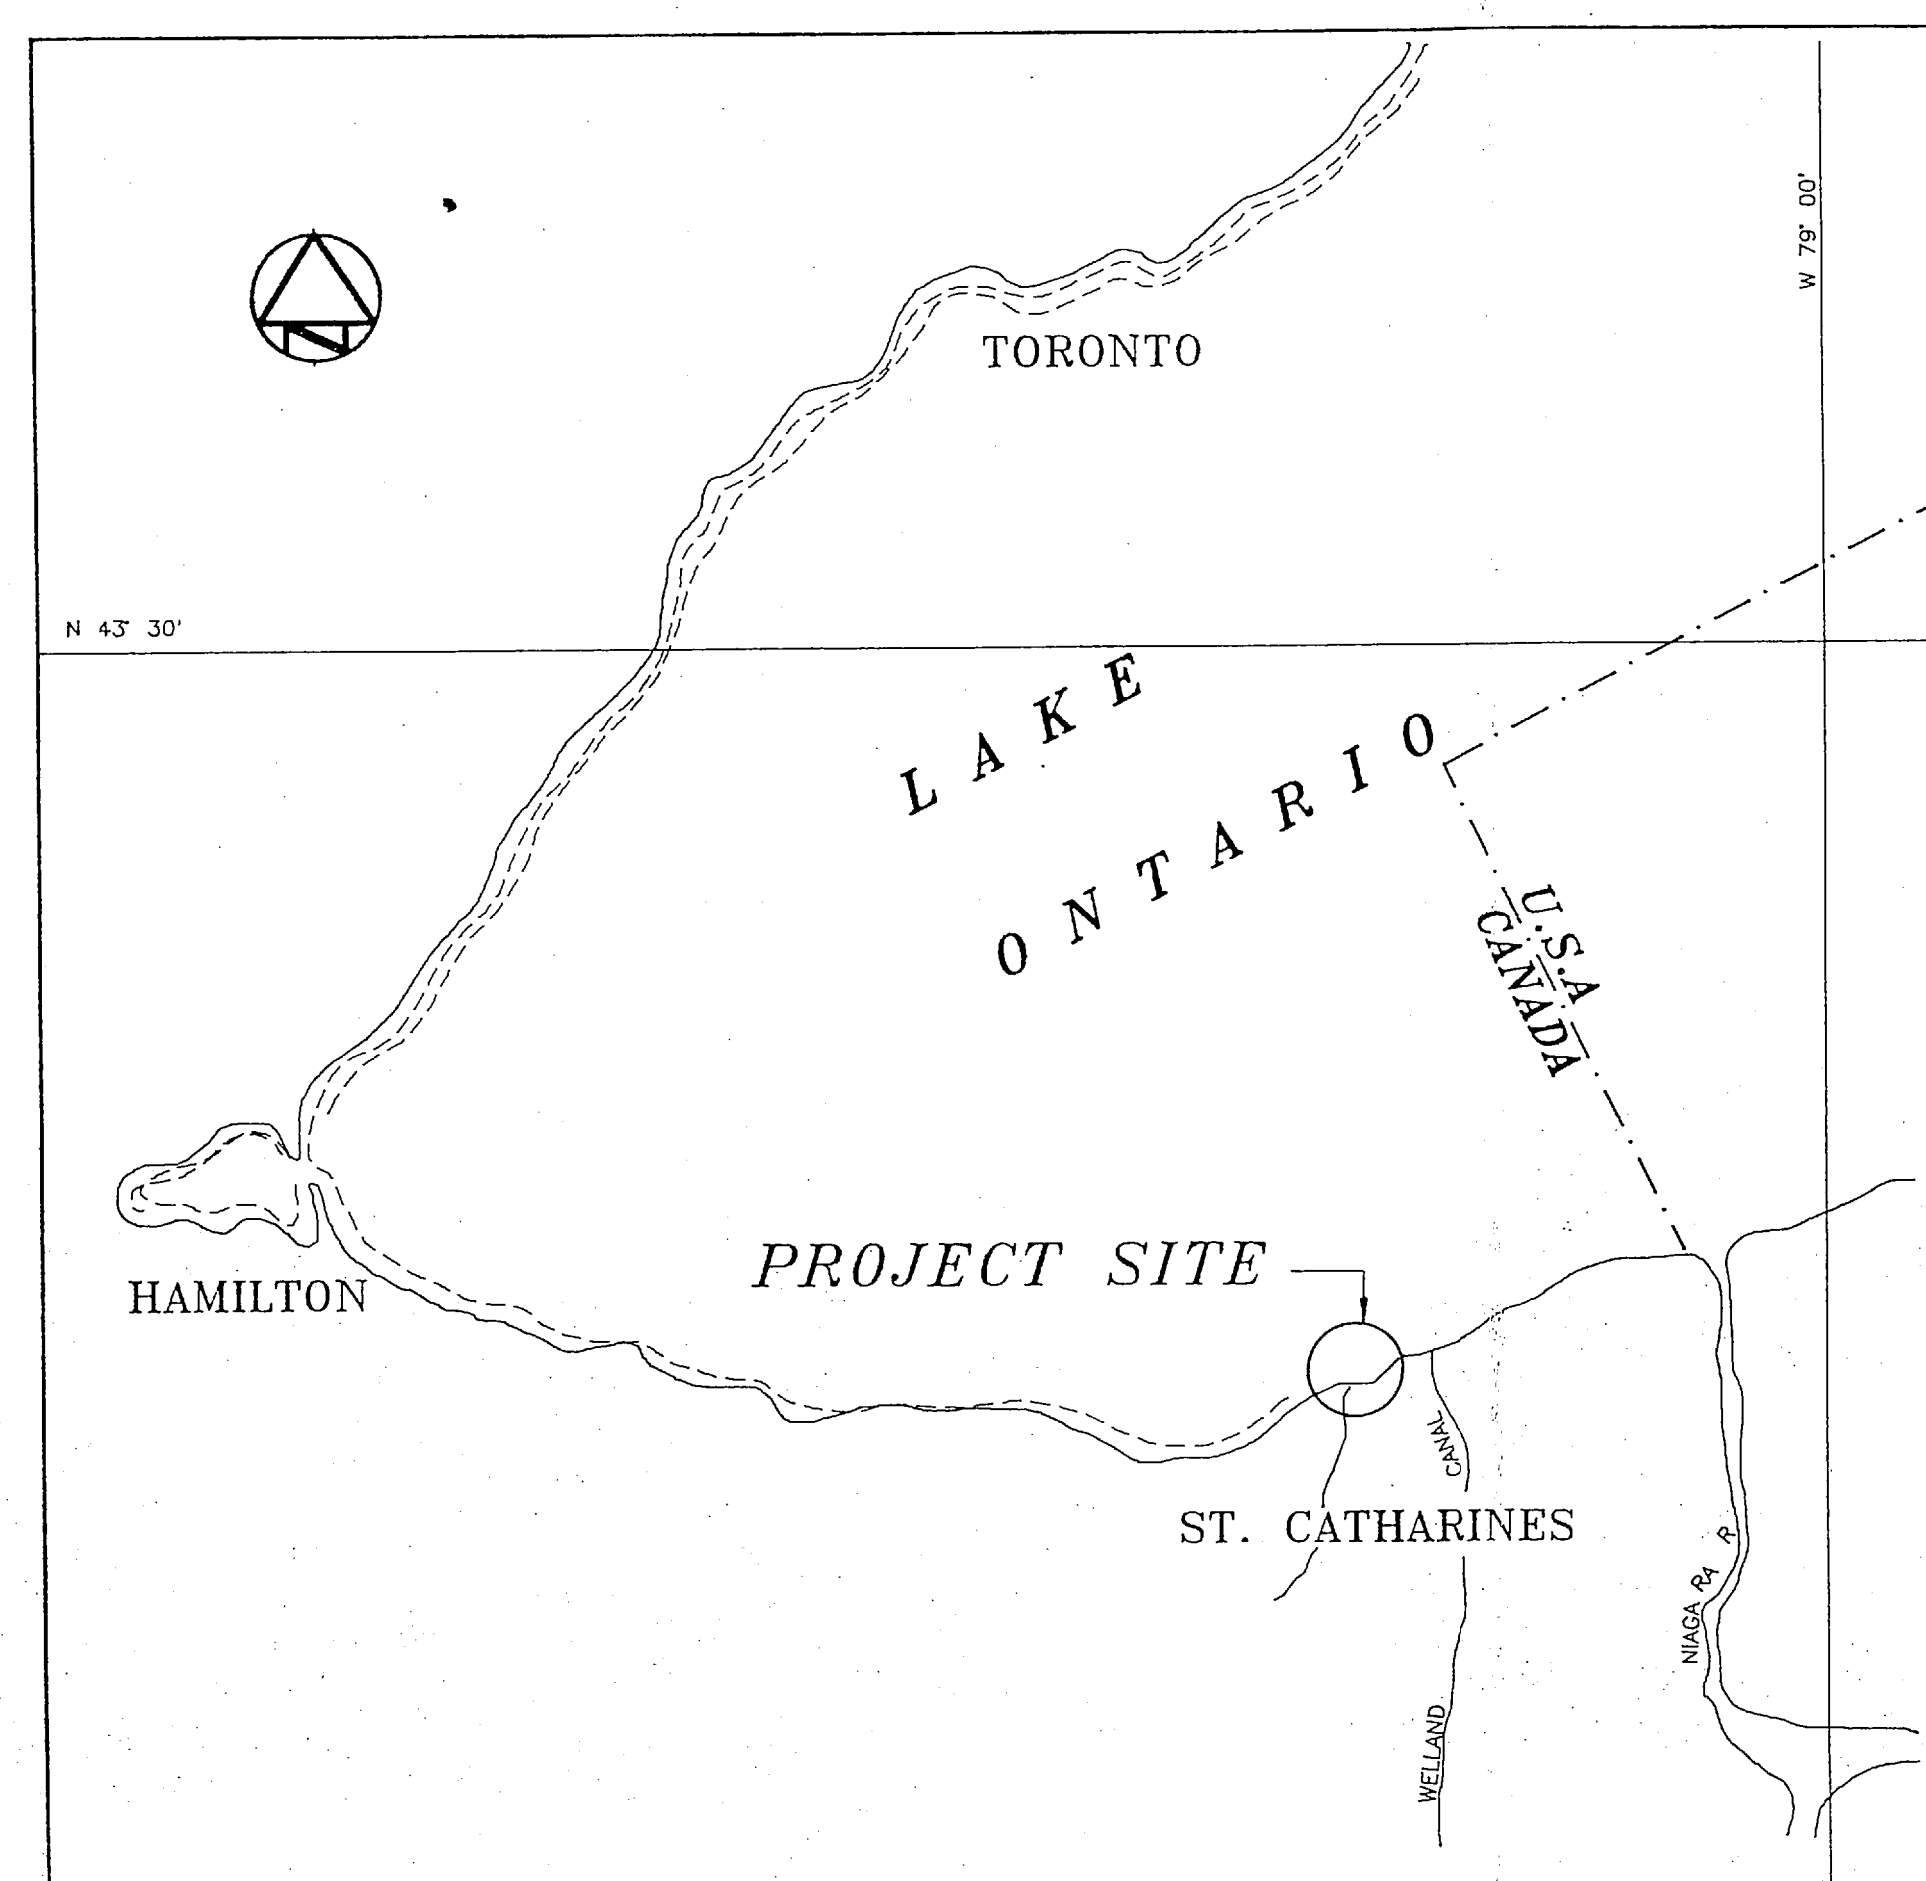 W 79° 00'
N
TORONTO
N 43° 30'
LAKE
ONTARIO
U.S.A
CANADA
PROJECT SITE
HAMILTON
CANAL
ST. CATHARINES
NIAGARA R
WELLAND